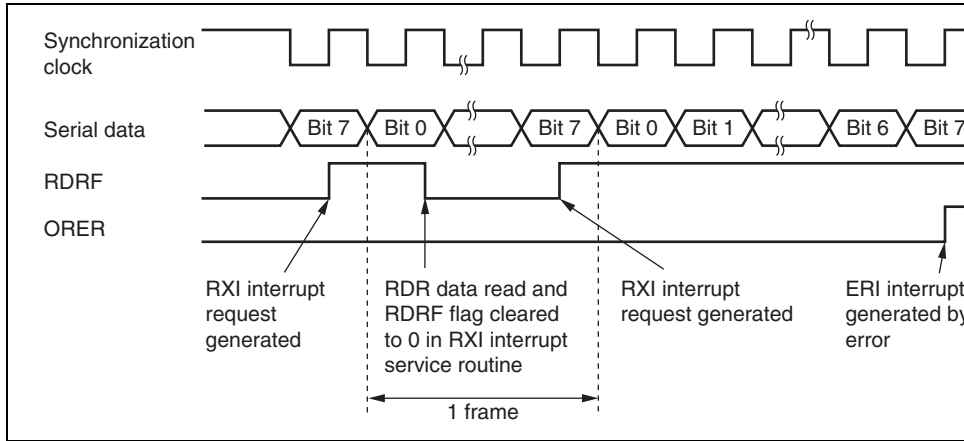 Synchronization
clock
Serial data
Bit 7 Bit 0 Bit 7 Bit 0 Bit 1 Bit 6 Bit 7
RDRF
ORER
RXI interrupt
request
generated
RDR data read and
RDRF flag cleared
to 0 in RXI interrupt
service routine
RXI interrupt
request generated
ERI interrupt
generated by
error
1 frame